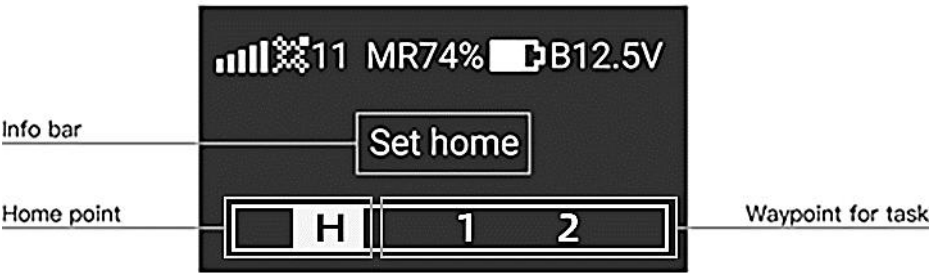 11 MR74% B12.5V
Info bar
Set home
Home point
H 1 2
Waypoint for task